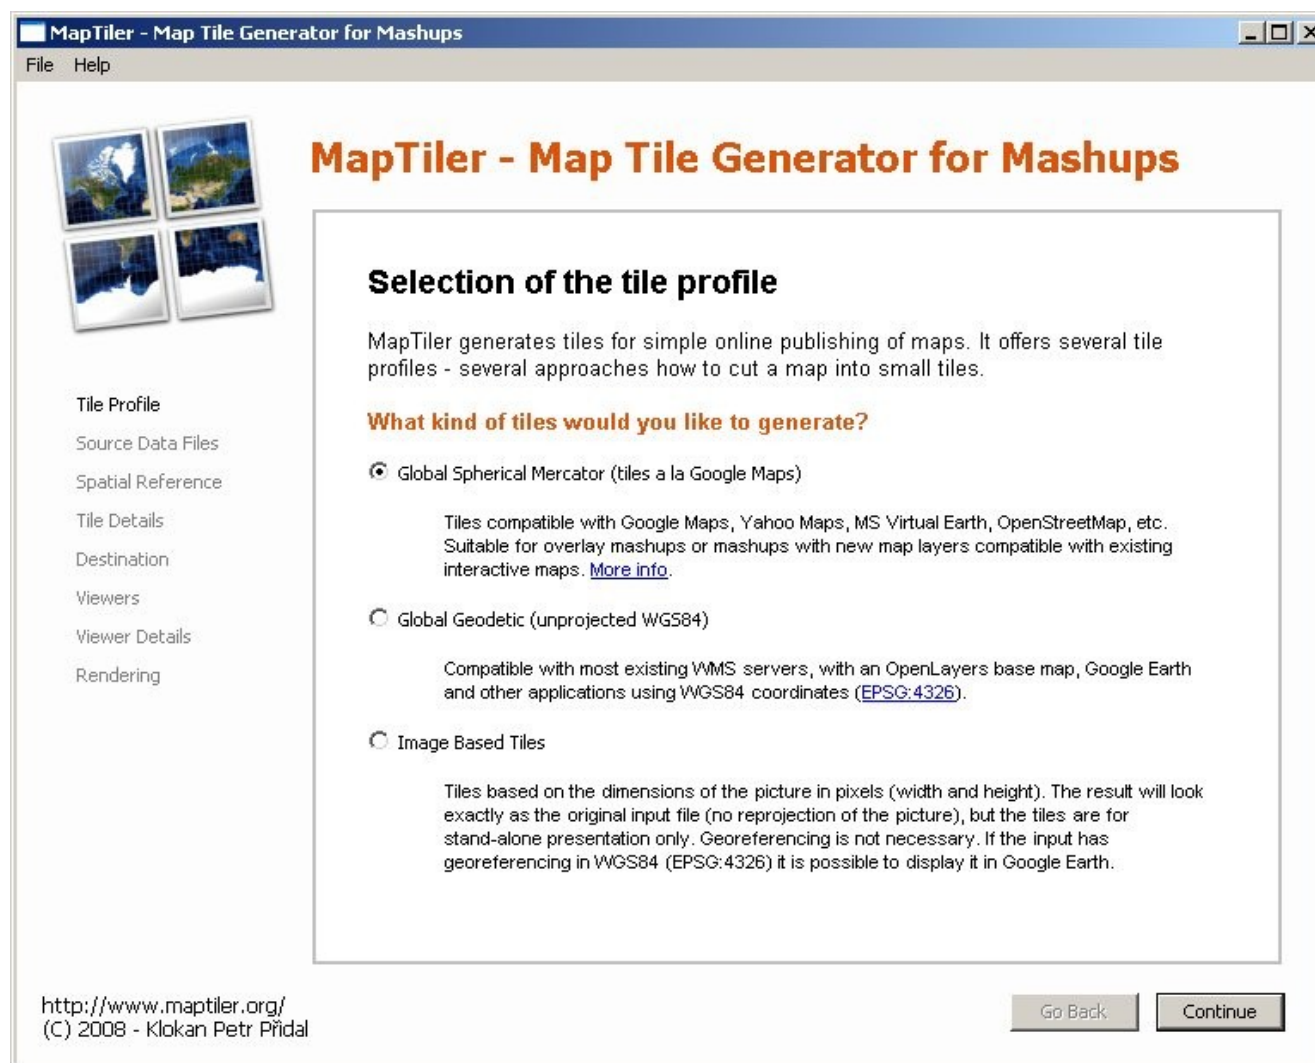 MapTiler - Map Tile Generator for Mashups
File Help
MapTiler - Map Tile Generator for Mashups
Selection of the tile profile
MapTiler generates tiles for simple online publishing of maps. It offers several tile
profiles - several approaches how to cut a map into small tiles.
What kind of tiles would you like to generate?
Global Spherical Mercator (tiles a la Google Maps)
Tiles compatible with Google Maps, Yahoo Maps, MS Virtual Earth, OpenStreetMap, etc.
Suitable for overlay mashups or mashups with new map layers compatible with existing
interactive maps. More info.
Global Geodetic (unprojected WGS84)
Compatible with most existing WMS servers, with an OpenLayers base map, Google Earth
and other applications using WGS84 coordinates (EPSG:4326).
Image Based Tiles
Tiles based on the dimensions of the picture in pixels (width and height). The result will look
exactly as the original input file (no reprojection of the picture), but the tiles are for
stand-alone presentation only. Georeferencing is not necessary. If the input has
georeferencing in WGS84 (EPSG:4326) it is possible to display it in Google Earth.
Tile Profile
Source Data Files
Spatial Reference
Tile Details
Destination
Viewers
Viewer Details
Rendering
http://www.maptiler.org/
(C) 2008 - Klokan Petr Přidal
Go Back
Continue